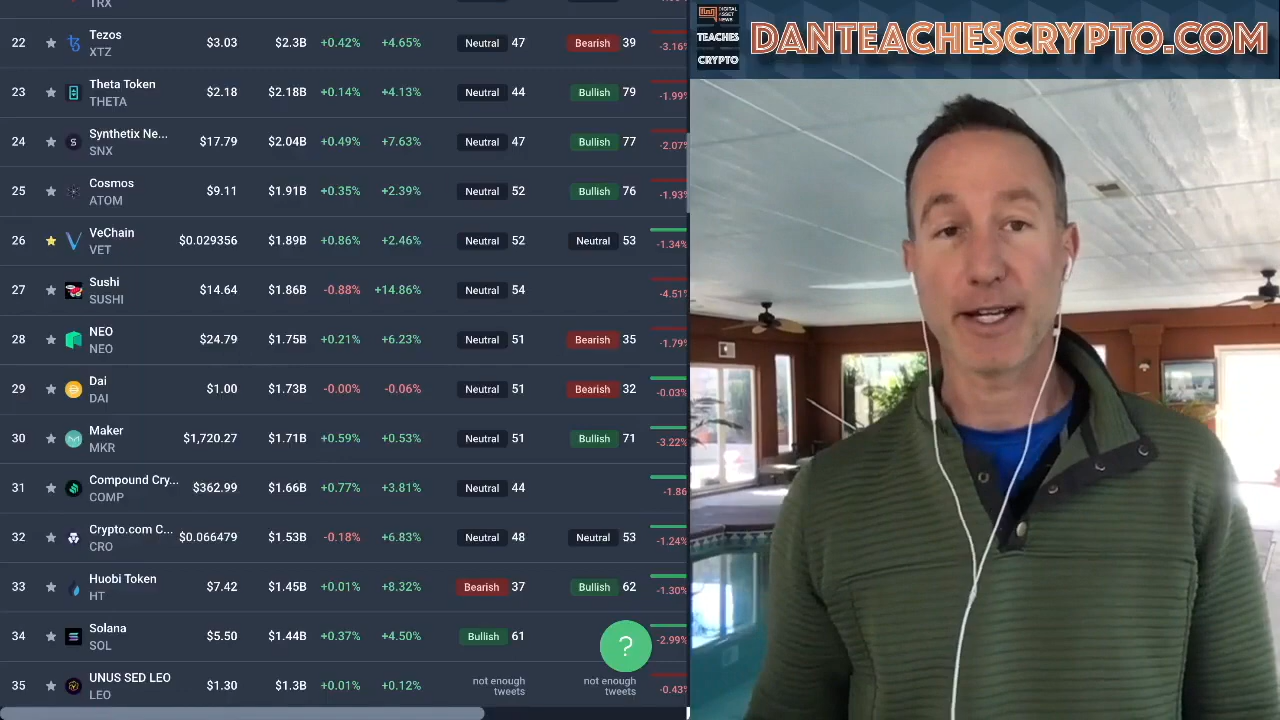 TRX
22 Tezos $3.03 $2.3B +0.42% +4.65% Neutral 47 Bearish 39 -3.16%
XTZ
23 Theta Token $2.18 $2.18B +0.14% +4.13% Neutral 44 Bullish 79 -1.99%
THETA
24 Synthetix Ne... $17.79 $2.04B +0.49% +7.63% Neutral 47 Bullish 77 -2.07%
SNX
25 Cosmos $9.11 $1.91B +0.35% +2.39% Neutral 52 Bullish 76 -1.93%
ATOM
26 VeChain $0.029356 $1.89B +0.86% +2.46% Neutral 52 Neutral 53 -1.34%
VET
27 Sushi $14.64 $1.86B -0.88% +14.86% Neutral 54 -4.51%
SUSHI
28 NEO $24.79 $1.75B +0.21% +6.23% Neutral 51 Bearish 35 -1.79%
NEO
29 Dai $1.00 $1.73B -0.00% -0.06% Neutral 51 Bearish 32 -0.03%
DAI
30 Maker $1,720.27 $1.71B +0.59% +0.53% Neutral 51 Bullish 71 -3.22%
MKR
31 Compound Cry... $362.99 $1.66B +0.77% +3.81% Neutral 44 -1.86
COMP
32 Crypto.com C... $0.066479 $1.53B -0.18% +6.83% Neutral 48 Neutral 53 -1.24%
CRO
33 Huobi Token $7.42 $1.45B +0.01% +8.32% Bearish 37 Bullish 62 -1.30%
HT
34 Solana $5.50 $1.44B +0.37% +4.50% Bullish 61 ? -2.99%
SOL
35 UNUS SED LEO $1.30 $1.3B +0.01% +0.12% not enough tweets not enough tweets -0.43%
LEO
DIGITAL
ASSET
NEWS
TEACHES
CRYPTO
DANTEACHESCRYPTO.COM